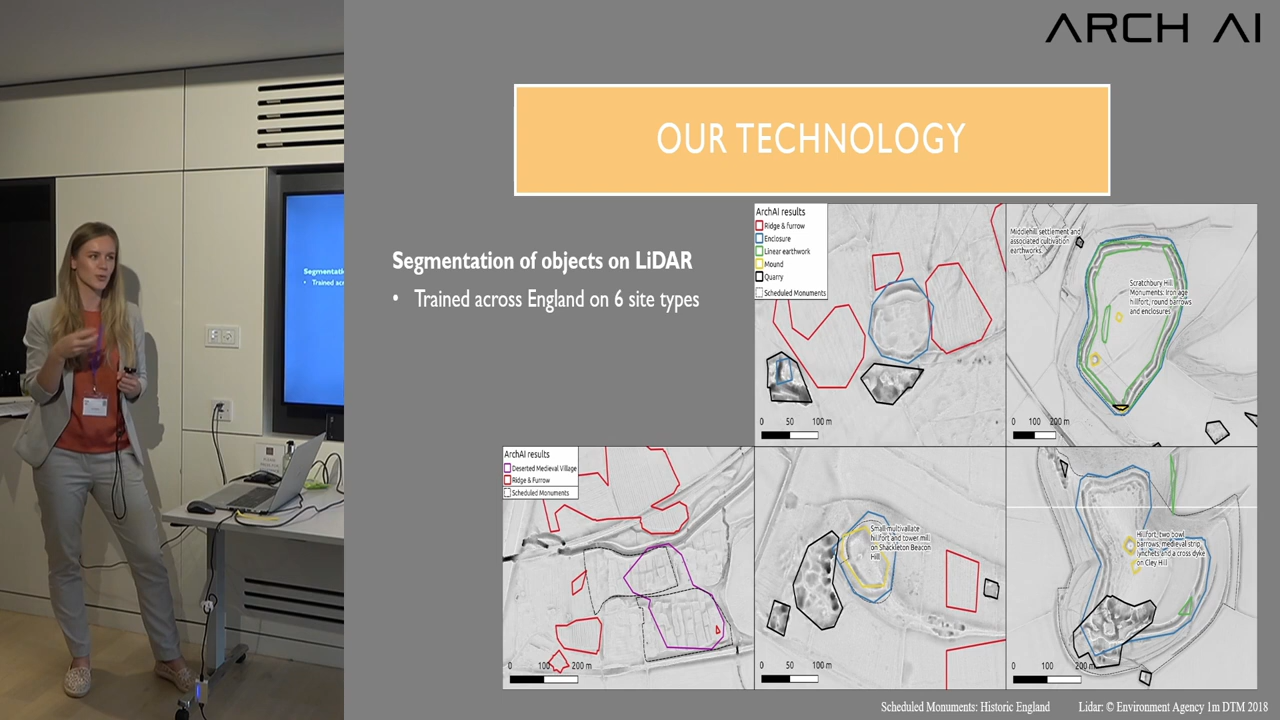 ARCH AI
OUR TECHNOLOGY
Segmentation of objects on LiDAR
• Trained across England on 6 site types
ArchAI results
Ridge & furrow
Enclosure
Linear earthwork
Mound
Quarry
Scheduled Monuments
0 50 100 m
Middlehill settlement and
associated cultivation
earthworks
Scratchbury Hill
Monuments: Iron age
hillfort, round barrows
and enclosures
0 100 200 m
ArchAI results
Deserted Medieval Village
Ridge & Furrow
Scheduled Monuments
0 100 200 m
Small multivallate
hillfort and tower mill
on Shackleton Beacon
Hill
0 50 100 m
Hillfort, two bowl
barrows, medieval strip
lynchets and a cross dyke
on Cley Hill
0 100 200 m
Scheduled Monuments: Historic England
Lidar: © Environment Agency 1m DTM 2018